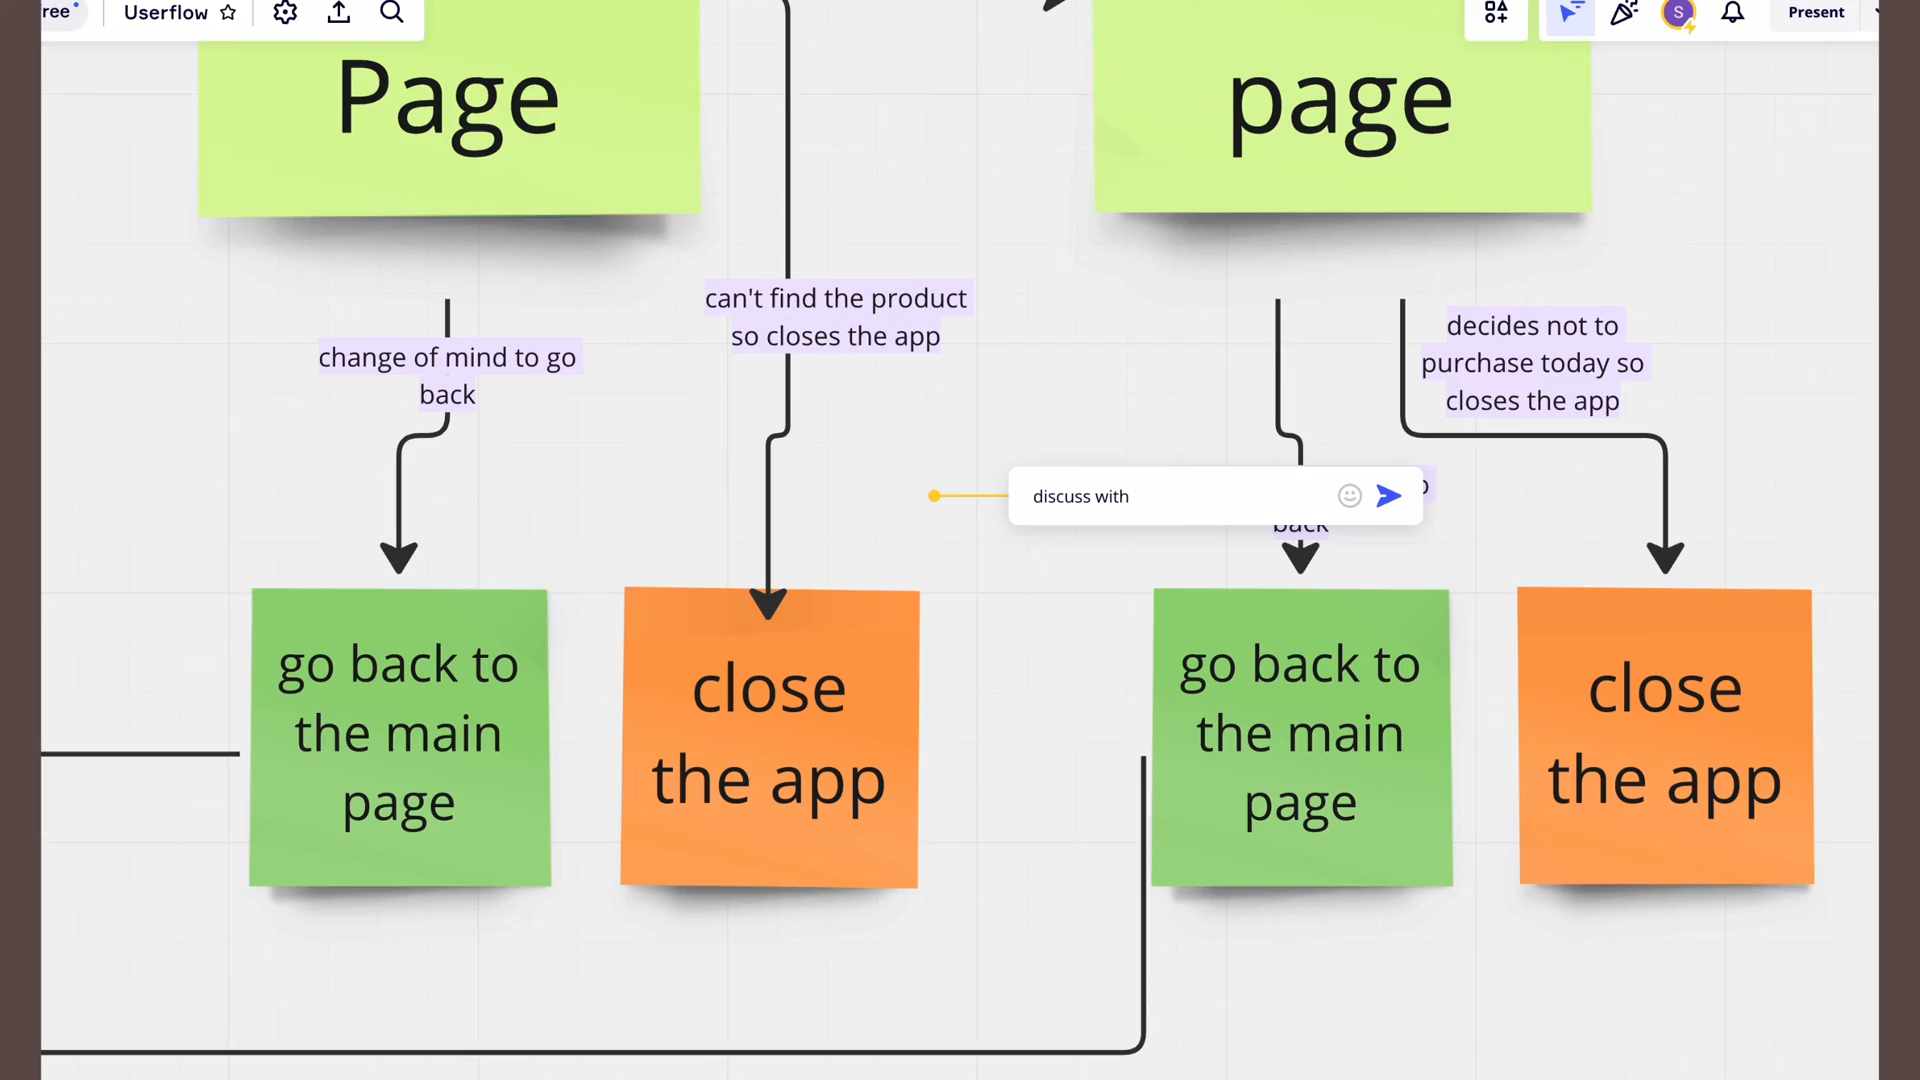 ree
Userflow
S
Present
Page
page
can't find the product
so closes the app
change of mind to go
back
decides not to
purchase today so
closes the app
discuss with
back
go back to
the main
page
close
the app
go back to
the main
page
close
the app